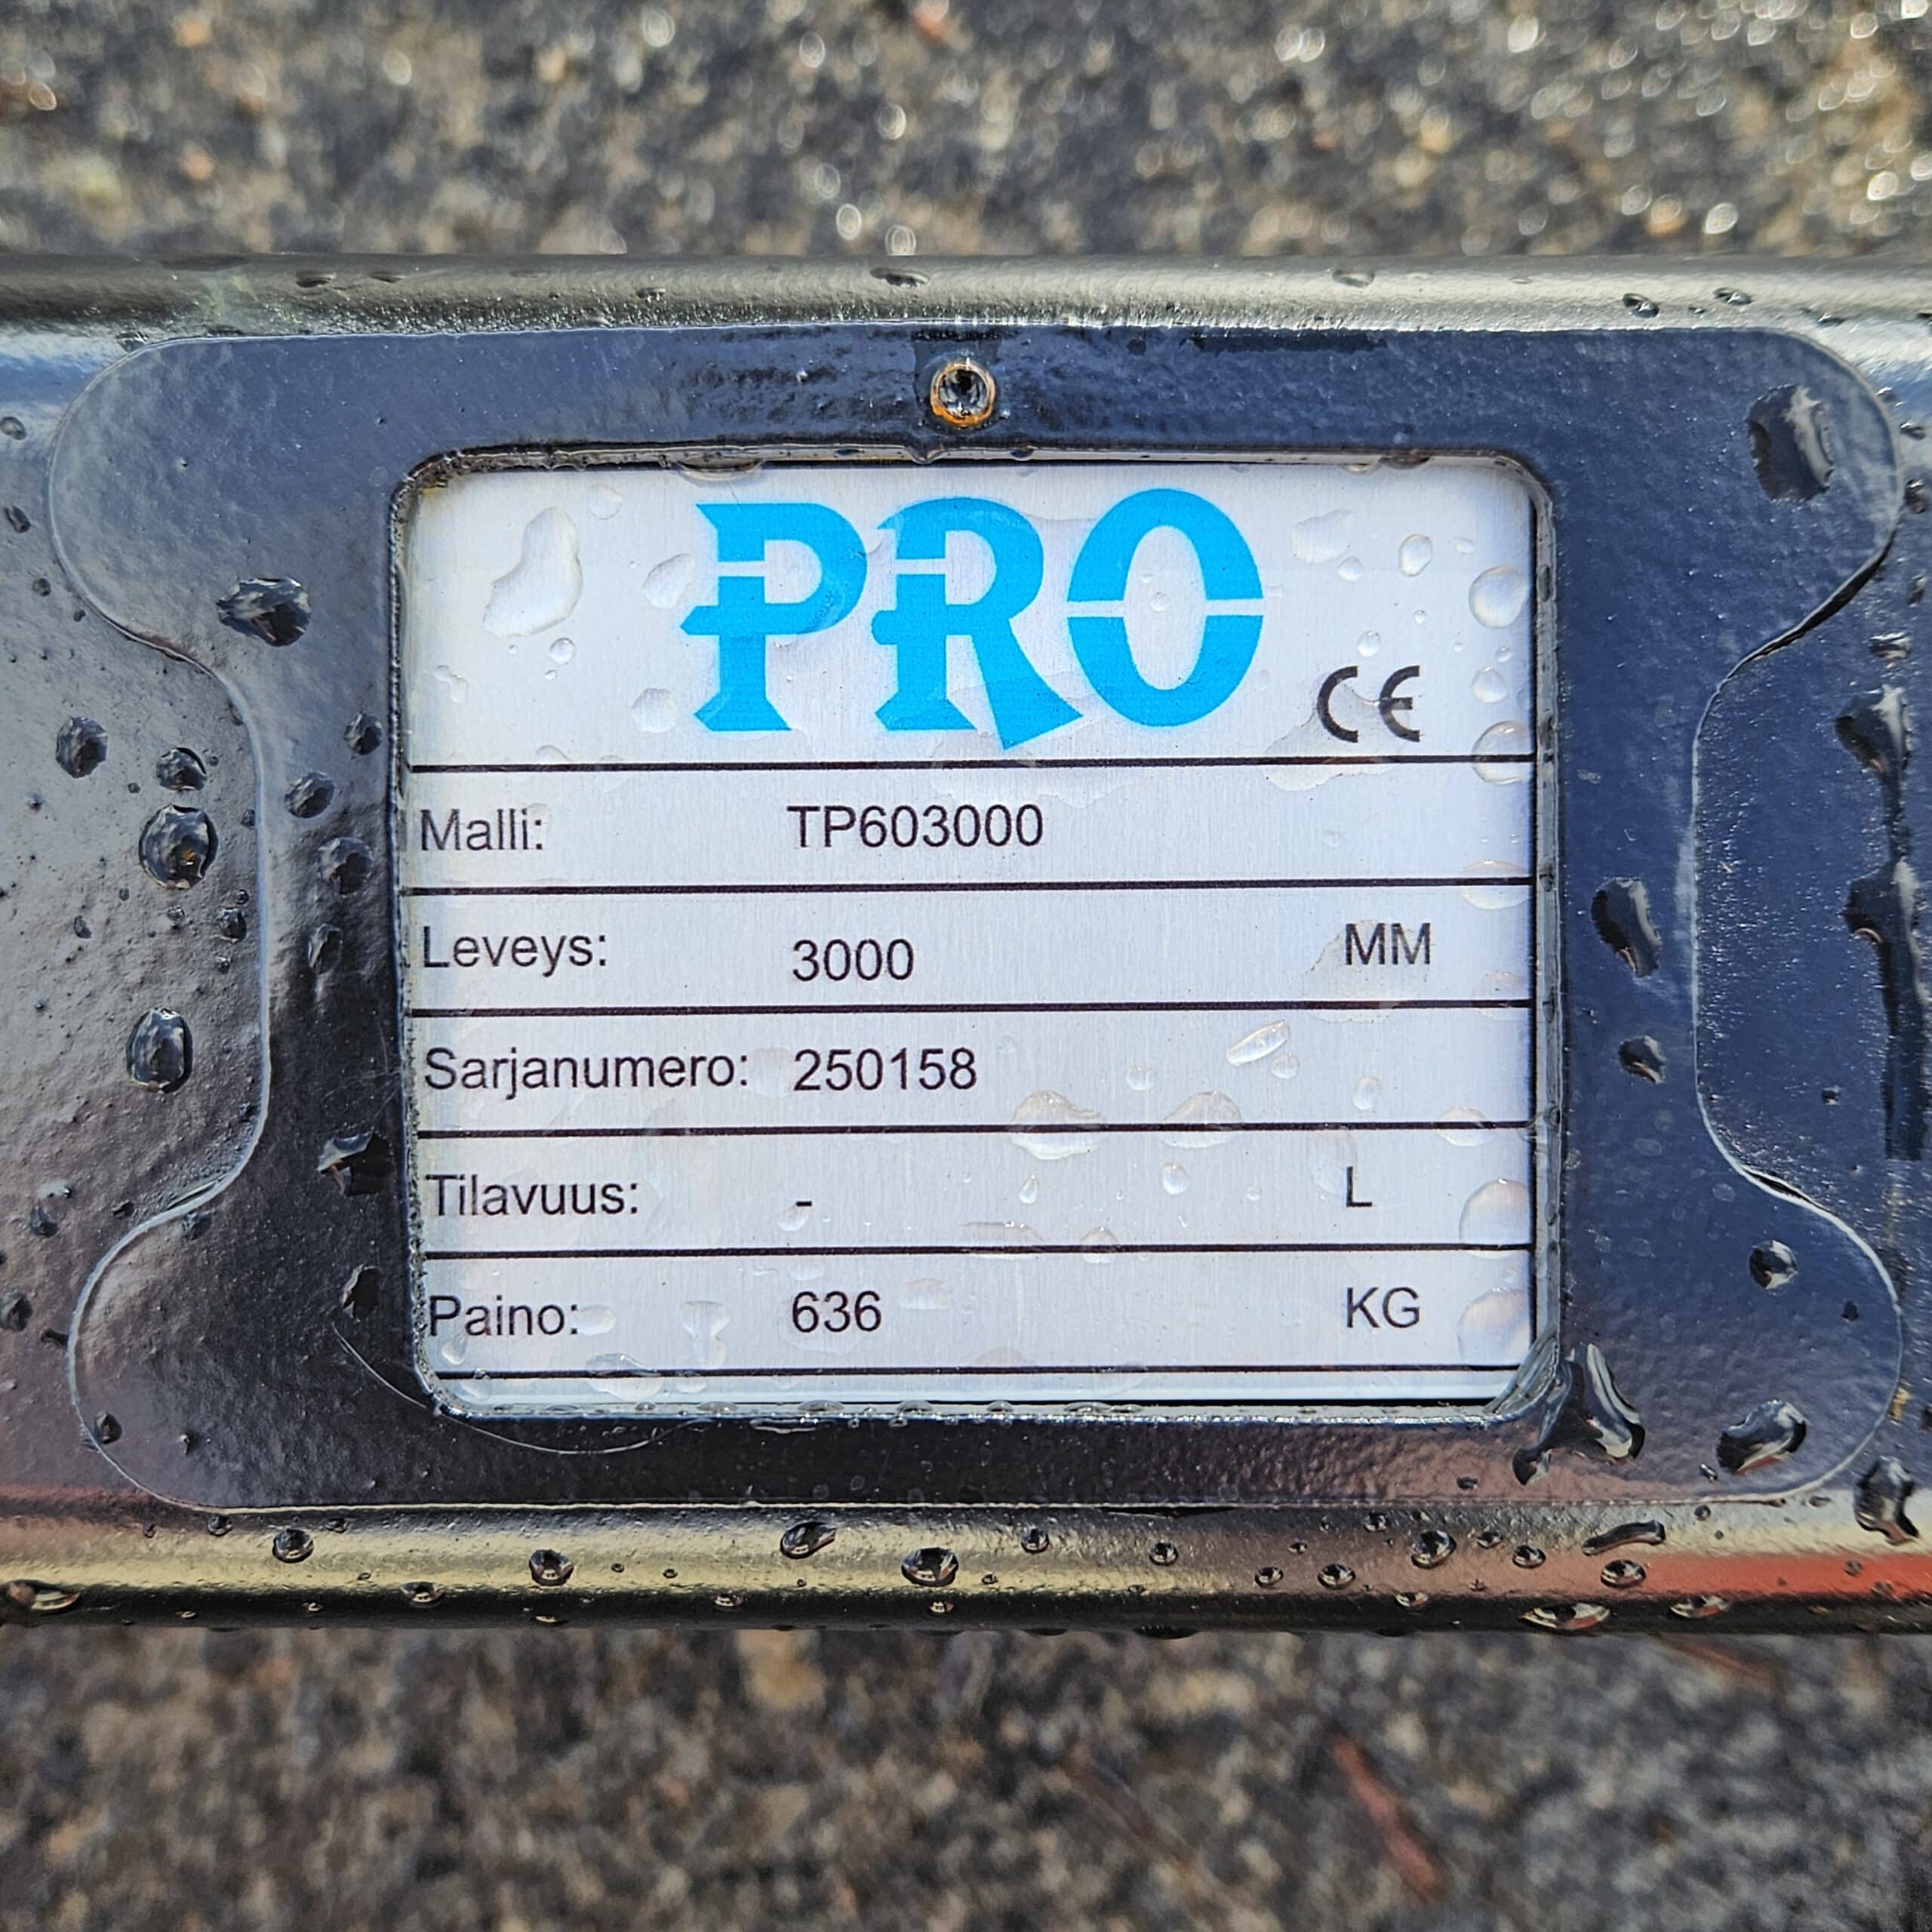 PRO
CE
Malli: TP603000
Leveys: 3000 MM
Sarjanumero: 250158
Tilavuus: - L
Paino: 636 KG